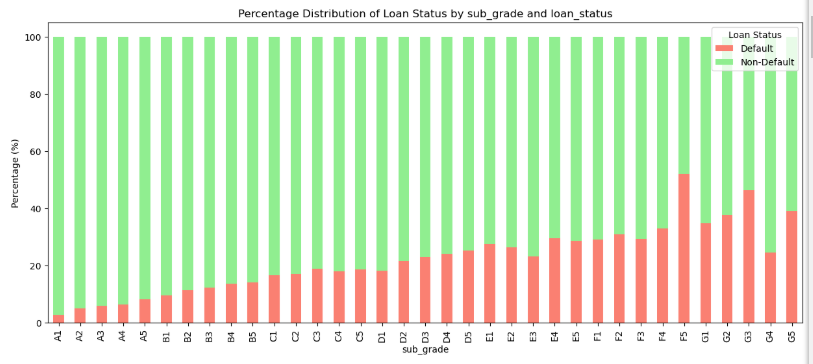 Percentage Distribution of Loan Status by sub_grade and loan_status
Loan Status
Default
Non-Default
Percentage (%)
100
80
60
40
20
0
A1 A2 A3 A4 A5 B1 B2 B3 B4 B5 C1 C2 C3 C4 C5 D1 D2 D3 D4 D5 E1 E2 E3 E4 E5 F1 F2 F3 F4 F5 G1 G2 G3 G4 G5
sub_grade